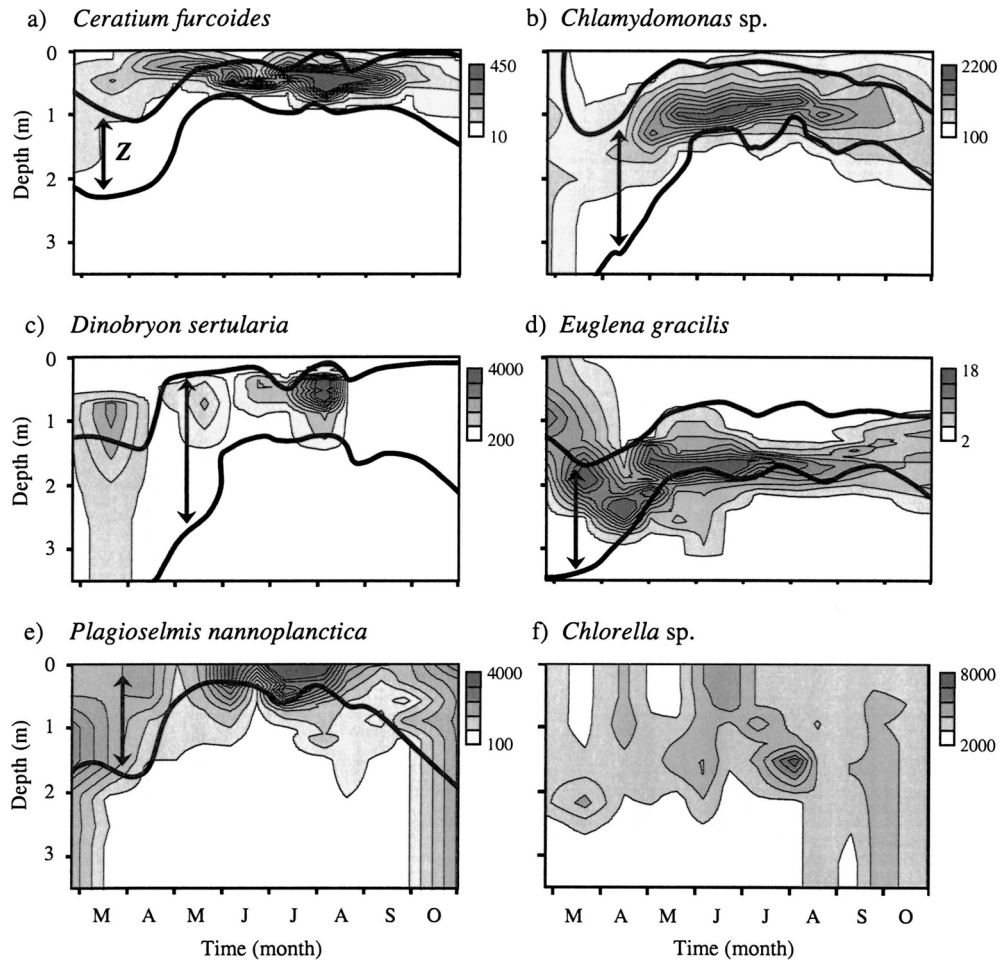 a) Ceratium furcoides
b) Chlamydomonas sp.
0
1
2
3
Depth (m)
Z
450
10
2200
100
c) Dinobryon sertularia
d) Euglena gracilis
0
1
2
3
Depth (m)
4000
200
18
2
e) Plagioselmis nannoplanctica
f) Chlorella sp.
0
1
2
3
Depth (m)
4000
100
8000
2000
M A M J J A S O
M A M J J A S O
Time (month)
Time (month)